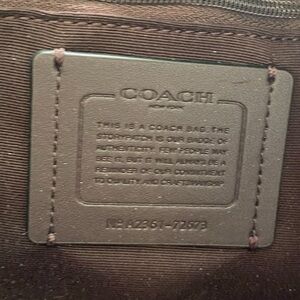 COACH
NEW YORK
THIS IS A COACH BAG. THE
STORYPATCH IS OUR BADGE OF
AUTHENTICITY. FEW PEOPLE MAY
SEE IT, BUT IT WILL ALWAYS BE A
REMINDER OF OUR COMMITMENT
TO QUALITY AND CRAFTSMANSHIP